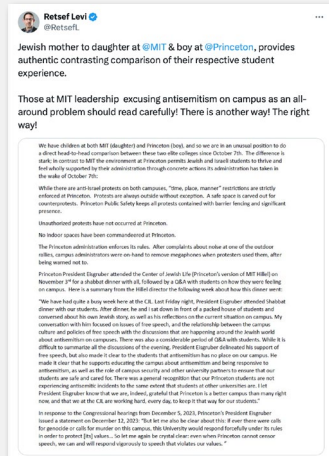 Retsef Levi
@RetsefL
Jewish mother to daughter at @MIT & boy at @Princeton, provides
authentic contrasting comparison of their respective student
experience.
Those at MIT leadership excusing antisemitism on campus as an all-
around problem should read carefully! There is another way! The right
way!
We have children at both MIT (daughter) and Princeton (boy), and so we are in an unusual position to do
a direct head-to-head comparison between these two elite colleges since October 7th. The difference is
stark: in contrast to MIT the environment at Princeton permits Jewish and Israeli students to thrive and
feel wholly supported by their administration through concrete actions its administration has taken in
the wake of October 7th:
While there are anti-Israel protests on both campuses, "time, place, manner" restrictions are strictly
enforced at Princeton. Protests are always outside without exception. A safe space is carved out for
counterprotests. Princeton Public Safety keeps all protests contained with barrier fencing and significant
presence.
Unauthorized protests have not occurred at Princeton.
No indoor spaces have been commandeered at Princeton.
The Princeton administration enforces its rules. After complaints about noise at one of the outdoor
rallies, campus administrators were on-hand to remove megaphones when protesters used them, after
being warned not to.
Princeton President Eisgruber attended the Center of Jewish Life (Princeton's version of MIT Hillel) on
November 3rd for a shabbat dinner with all, followed by a Q&A with students on how they were feeling
on campus. Here is a summary from the Hillel director the following week about how this dinner went:
"We have had quite a busy week here at the CJL. Last Friday night, President Eisgruber attended Shabbat
dinner with our students. After dinner, he and I sat down in front of a packed house of students and
conversed about his own Jewish story, as well as his reflections on the current situation on campus. My
conversation with him focused on issues of free speech, and the relationship between the campus
culture and policies of free speech with the discussions that are happening around the Jewish world
about antisemitism on campuses. There was also a considerable period of Q&A with students. While it is
difficult to summarize all the discussions of the evening, President Eisgruber delineated his support of
free speech, but also made it clear to the students that antisemitism has no place on our campus. He
made it clear that he supports educating the campus about antisemitism and being responsive to
antisemitism, as well as the role of campus security and other university partners to ensure that our
students are safe and cared for. There was a general recognition that our Princeton students are not
experiencing antisemitic incidents to the same extent that students at other universities are. I let
President Eisgruber know that we are, indeed, grateful that Princeton is a better campus than many right
now, and that we at the CJL are working hard, every day, to keep it that way for our students."
In response to the Congressional hearings from December 5, 2023, Princeton's President Eisgruber
issued a statement on December 12, 2023: "But let me also be clear about this: if ever there were calls
for genocide or calls for murder on this campus, this University would respond forcefully under its rules
in order to protect [its] values... So let me again be crystal clear: even when Princeton cannot censor
speech, we can and will respond vigorously to speech that violates our values. "